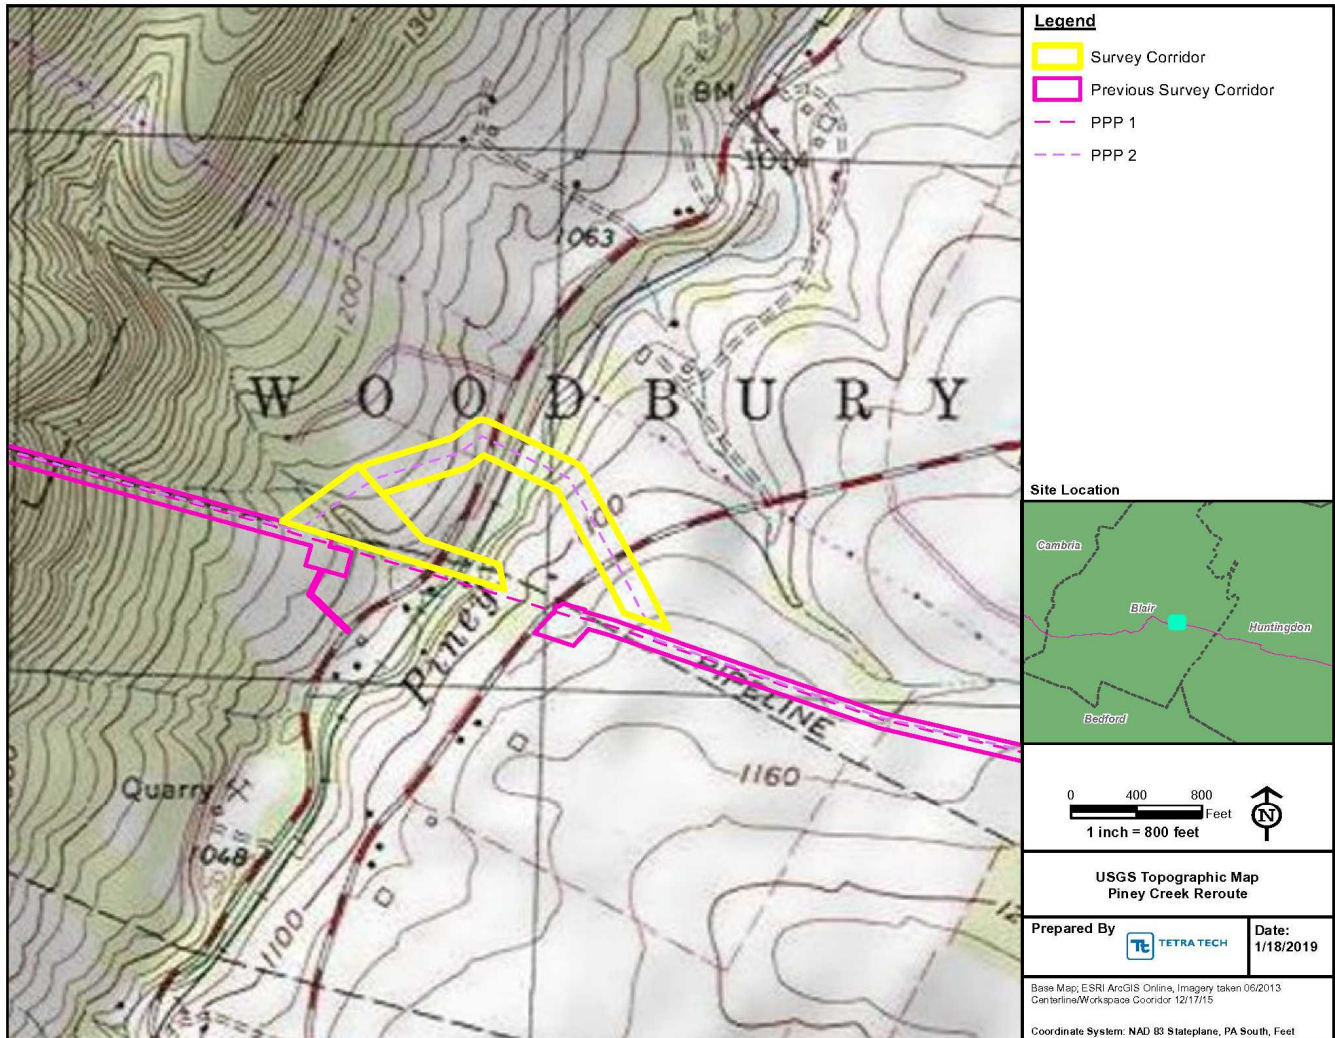 130
BM
1014
1063
1200
WOODBURY
1100
Piney
PIPELINE
1160
Quarry
1048
1100
12
Legend
Survey Corridor
Previous Survey Corridor
PPP 1
PPP 2
Site Location
Cambria
Blair
Huntingdon
Bedford
0 400 800
Feet
1 inch = 800 feet
N
USGS Topographic Map
Piney Creek Reroute
Prepared By
Tt TETRA TECH
Date:
1/18/2019
Base Map; ESRI ArcGIS Online, Imagery taken 06/2013
Centerline/Workspace Cooridor 12/17/15
Coordinate System: NAD 83 Stateplane, PA South, Feet